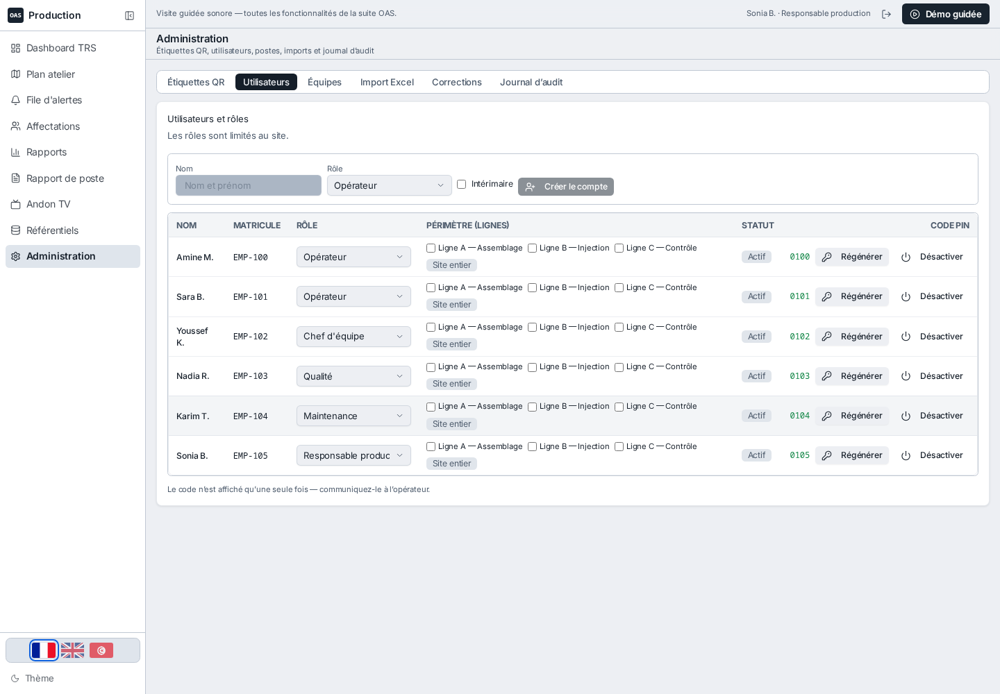 OAS Production
Visite guidée sonore — toutes les fonctionnalités de la suite OAS.
Sonia B. · Responsable production
Démo guidée
Dashboard TRS
Plan atelier
File d'alertes
Affectations
Rapports
Rapport de poste
Andon TV
Référentiels
Administration
Thème
Administration
Étiquettes QR, utilisateurs, postes, imports et journal d’audit
Étiquettes QR Utilisateurs Équipes Import Excel Corrections Journal d’audit
Utilisateurs et rôles
Les rôles sont limités au site.
Nom Rôle
Nom et prénom Opérateur Intérimaire Créer le compte
NOM MATRICULE RÔLE PÉRIMÈTRE (LIGNES) STATUT CODE PIN
Ligne A — Assemblage Ligne B — Injection Ligne C — Contrôle
Amine M. EMP-100 Opérateur Actif 0100 Régénérer Désactiver
Site entier
Ligne A — Assemblage Ligne B — Injection Ligne C — Contrôle
Sara B. EMP-101 Opérateur Actif 0101 Régénérer Désactiver
Site entier
Ligne A — Assemblage Ligne B — Injection Ligne C — Contrôle
Youssef K. EMP-102 Chef d'équipe Actif 0102 Régénérer Désactiver
Site entier
Ligne A — Assemblage Ligne B — Injection Ligne C — Contrôle
Nadia R. EMP-103 Qualité Actif 0103 Régénérer Désactiver
Site entier
Ligne A — Assemblage Ligne B — Injection Ligne C — Contrôle
Karim T. EMP-104 Maintenance Actif 0104 Régénérer Désactiver
Site entier
Ligne A — Assemblage Ligne B — Injection Ligne C — Contrôle
Sonia B. EMP-105 Responsable produc Actif 0105 Régénérer Désactiver
Site entier
Le code n’est affiché qu’une seule fois — communiquez-le à l’opérateur.